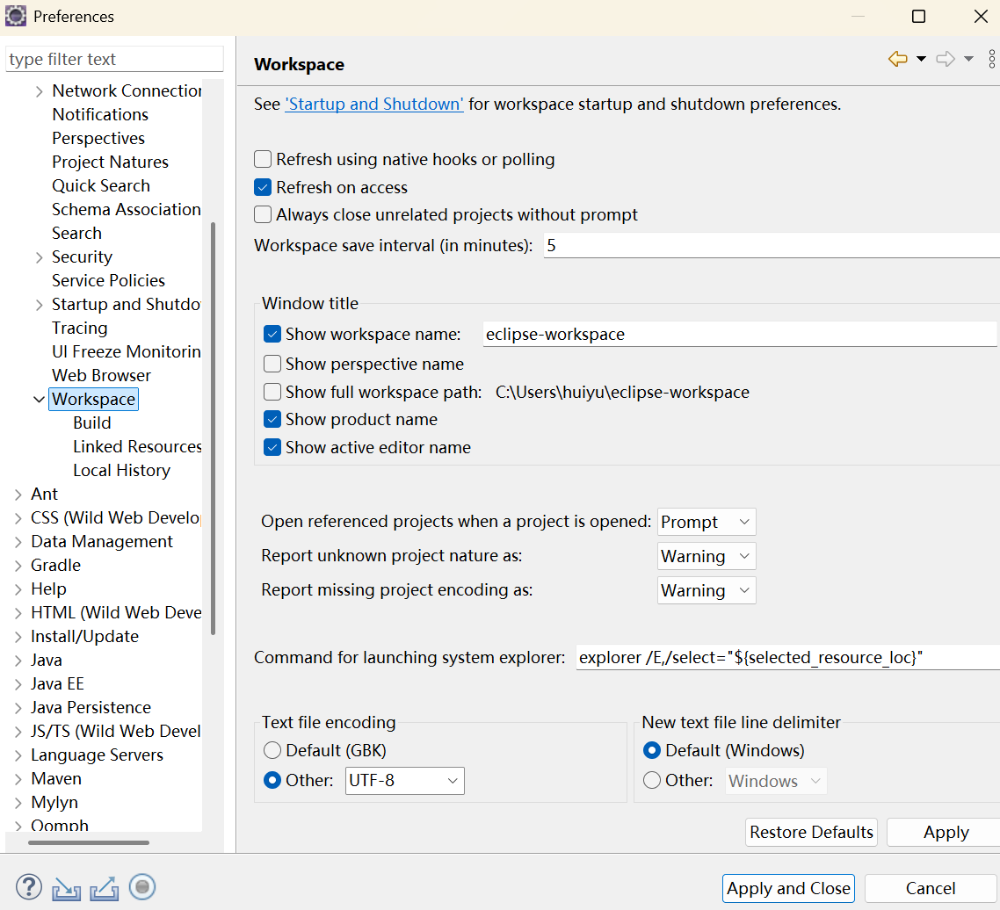 Preferences
type filter text
Network Connection
Notifications
Perspectives
Project Natures
Quick Search
Schema Association
Search
Security
Service Policies
Startup and Shutdo
Tracing
UI Freeze Monitorin
Web Browser
Workspace
Build
Linked Resources
Local History
Ant
CSS (Wild Web Develo
Data Management
Gradle
Help
HTML (Wild Web Deve
Install/Update
Java
Java EE
Java Persistence
JS/TS (Wild Web Devel
Language Servers
Maven
Mylyn
Oomph
Workspace
See 'Startup and Shutdown' for workspace startup and shutdown preferences.
Refresh using native hooks or polling
Refresh on access
Always close unrelated projects without prompt
Workspace save interval (in minutes): 5
Window title
Show workspace name: eclipse-workspace
Show perspective name
Show full workspace path: C:\Users\huiyu\eclipse-workspace
Show product name
Show active editor name
Open referenced projects when a project is opened: Prompt
Report unknown project nature as: Warning
Report missing project encoding as: Warning
Command for launching system explorer: explorer /E,/select="${selected_resource_loc}"
Text file encoding
Default (GBK)
Other: UTF-8
New text file line delimiter
Default (Windows)
Other: Windows
Restore Defaults
Apply
?
Apply and Close
Cancel